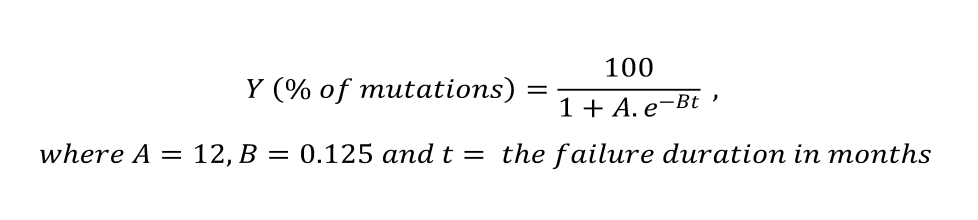 Y (% of mutations) = 100 / 1 + A. e^−Bt ,
where A = 12, B = 0.125 and t = the failure duration in months